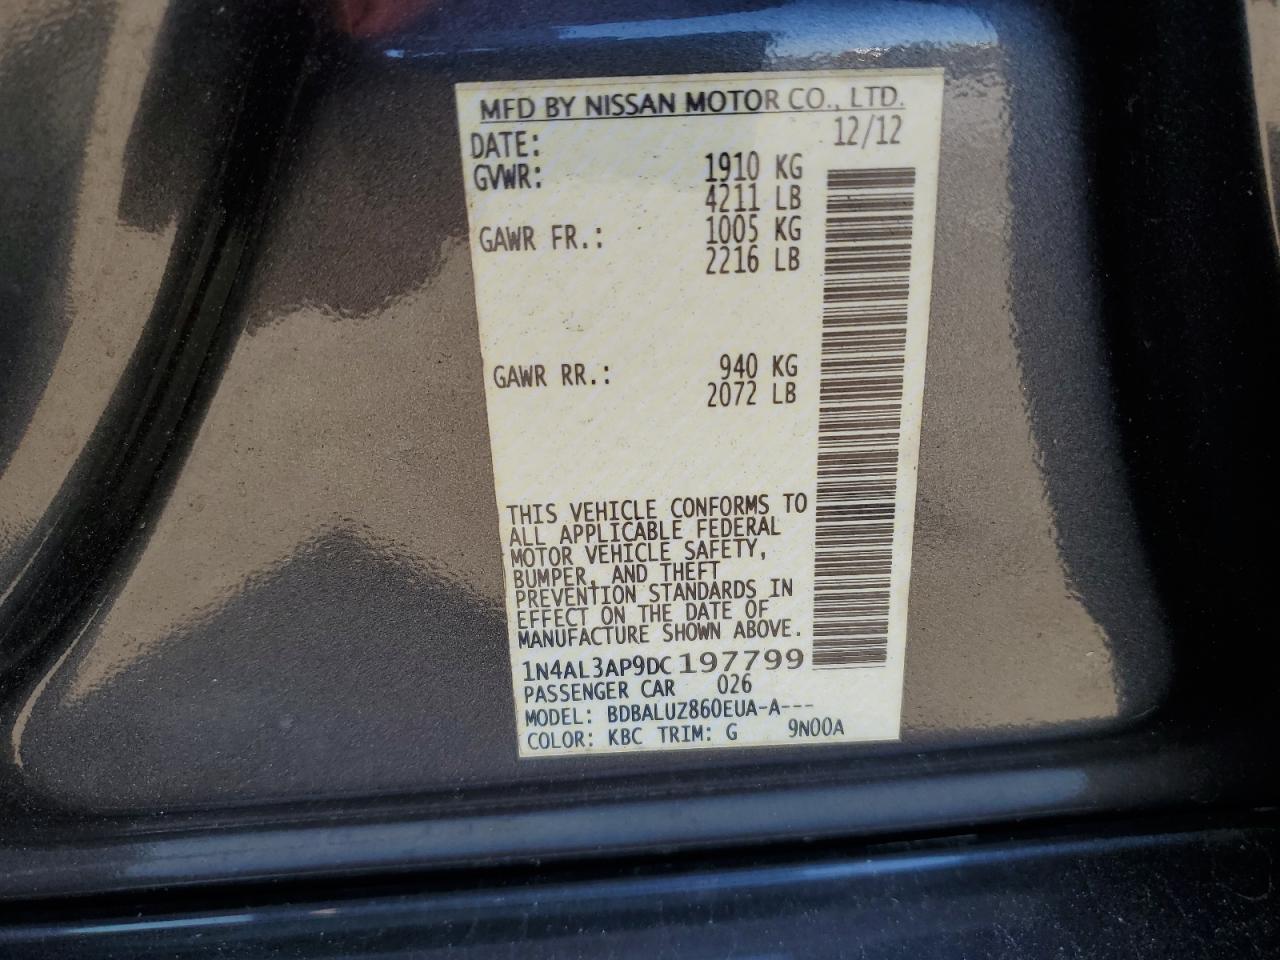 MFD BY NISSAN MOTOR CO., LTD.
DATE: 12/12
GVWR: 1910 KG
4211 LB
GAWR FR.: 1005 KG
2216 LB
GAWR RR.: 940 KG
2072 LB
THIS VEHICLE CONFORMS TO
ALL APPLICABLE FEDERAL
MOTOR VEHICLE SAFETY,
BUMPER, AND THEFT
PREVENTION STANDARDS IN
EFFECT ON THE DATE OF
MANUFACTURE SHOWN ABOVE.
1N4AL3AP9DC197799
PASSENGER CAR 026
MODEL: BDBALUZ860EUA-A---
COLOR: KBC TRIM: G 9N00A